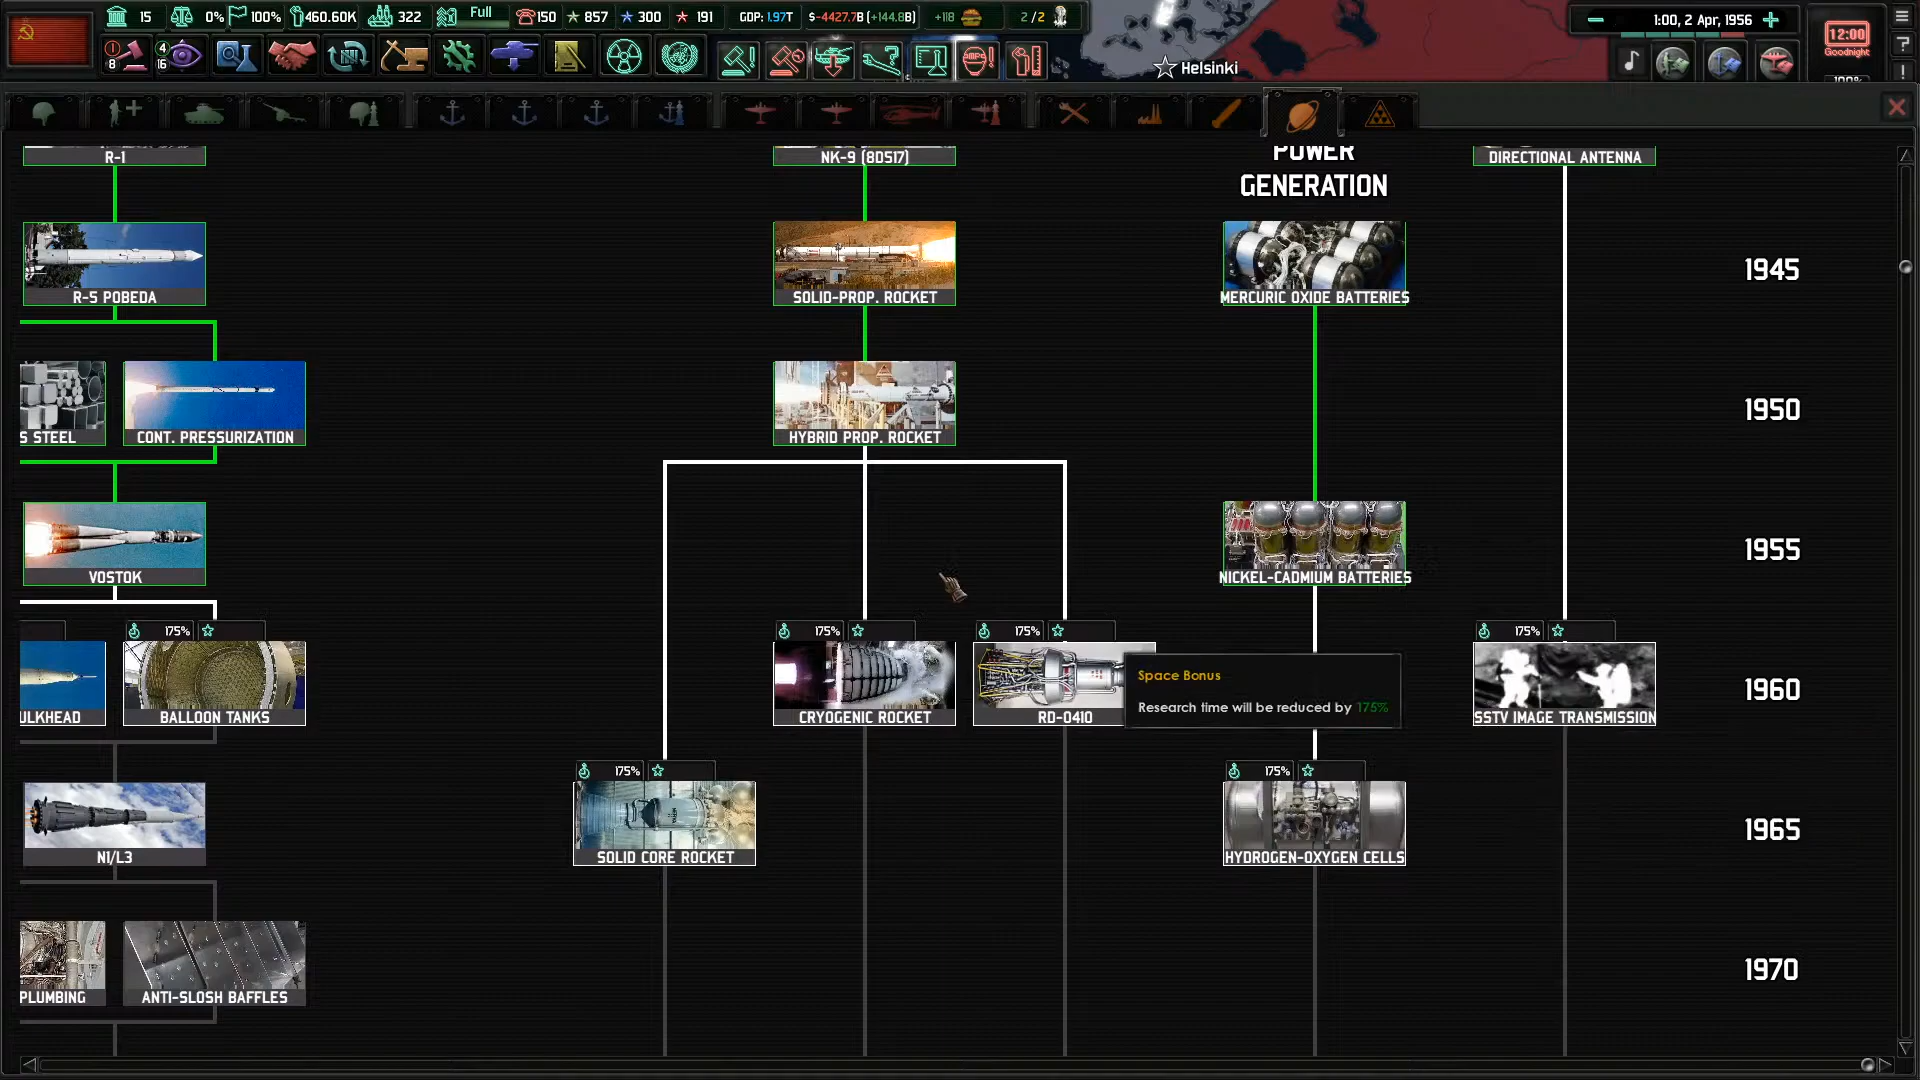 15
0%
100%
460.60K
322
Full
150
857
300
191
GDP: 1.97T
$-4427.7B (+144.8B)
+118
2 / 2
1:00, 2 Apr, 1956
12:00
Goodnight
100%
1
8
4
16
Helsinki
R-1
NK-9 (8D517)
POWER
GENERATION
DIRECTIONAL ANTENNA
R-5 POBEDA
SOLID-PROP. ROCKET
MERCURIC OXIDE BATTERIES
1945
S STEEL
CONT. PRESSURIZATION
HYBRID PROP. ROCKET
1950
VOSTOK
NICKEL-CADMIUM BATTERIES
1955
175%
175%
175%
175%
ULKHEAD
BALLOON TANKS
CRYOGENIC ROCKET
RD-0410
Space Bonus
Research time will be reduced by 175%
SSTV IMAGE TRANSMISSION
1960
175%
175%
N1/L3
SOLID CORE ROCKET
HYDROGEN-OXYGEN CELLS
1965
PLUMBING
ANTI-SLOSH BAFFLES
1970